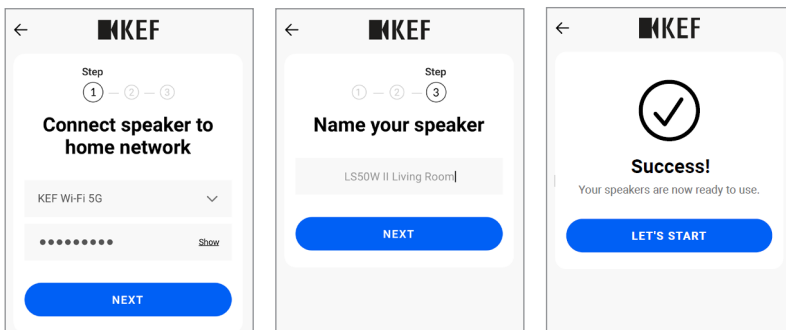 KEF
Step
1 2 3
Connect speaker to
home network
KEF Wi-Fi 5G
Show
NEXT
KEF
Step
1 2 3
Name your speaker
LS50W II Living Room
NEXT
KEF
Success!
Your speakers are now ready to use.
LET'S START